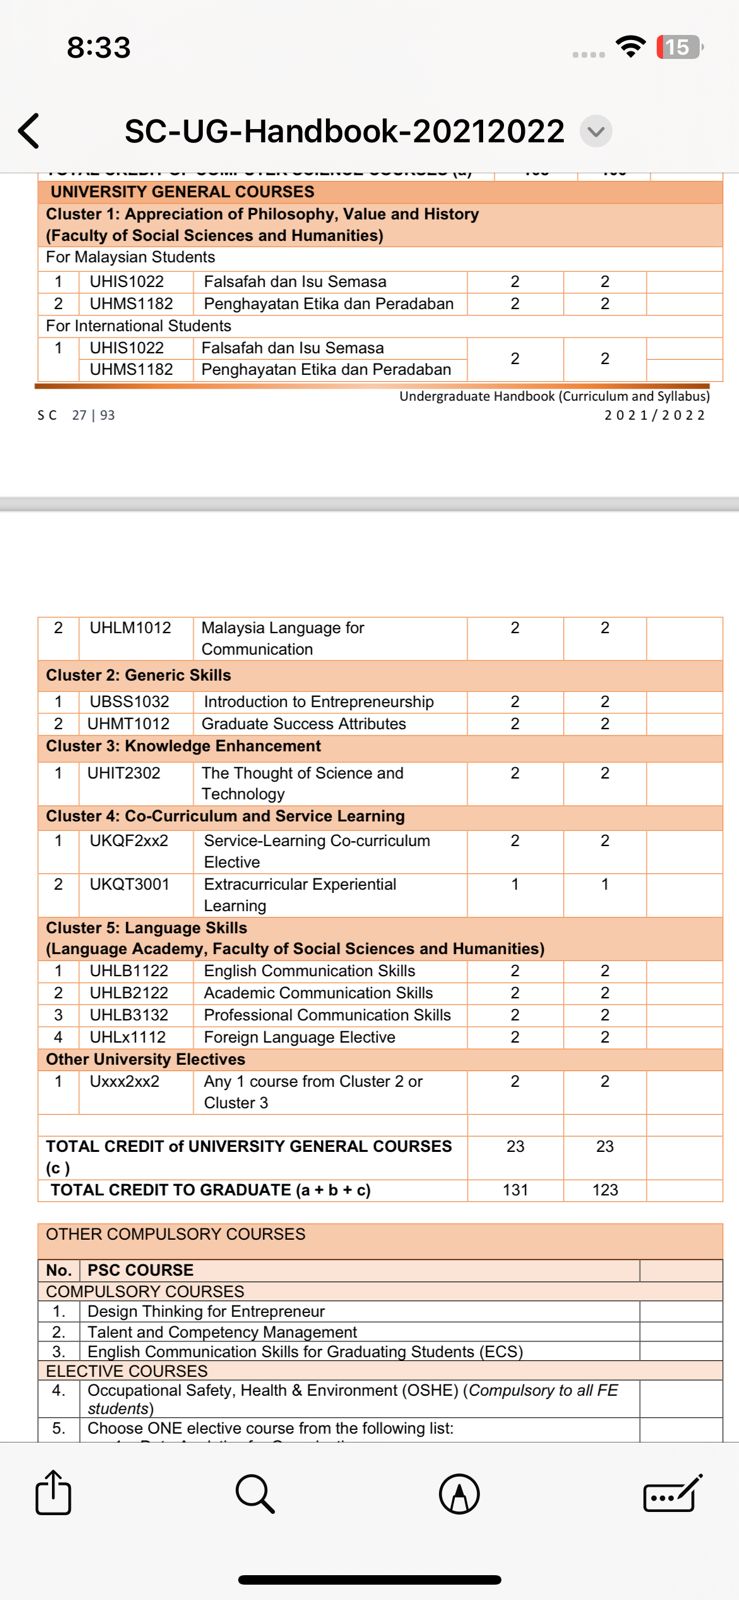 8:33
15
SC-UG-Handbook-20212022
UNIVERSITY GENERAL COURSES
Cluster 1: Appreciation of Philosophy, Value and History
(Faculty of Social Sciences and Humanities)
For Malaysian Students
1 UHIS1022 Falsafah dan Isu Semasa 2 2
2 UHMS1182 Penghayatan Etika dan Peradaban 2 2
For International Students
1 UHIS1022 Falsafah dan Isu Semasa 2 2
UHMS1182 Penghayatan Etika dan Peradaban
Undergraduate Handbook (Curriculum and Syllabus)
SC 27 | 93 2021/2022
2 UHLM1012 Malaysia Language for 2 2
Communication
Cluster 2: Generic Skills
1 UBSS1032 Introduction to Entrepreneurship 2 2
2 UHMT1012 Graduate Success Attributes 2 2
Cluster 3: Knowledge Enhancement
1 UHIT2302 The Thought of Science and 2 2
Technology
Cluster 4: Co-Curriculum and Service Learning
1 UKQF2xx2 Service-Learning Co-curriculum 2 2
Elective
2 UKQT3001 Extracurricular Experiential 1 1
Learning
Cluster 5: Language Skills
(Language Academy, Faculty of Social Sciences and Humanities)
1 UHLB1122 English Communication Skills 2 2
2 UHLB2122 Academic Communication Skills 2 2
3 UHLB3132 Professional Communication Skills 2 2
4 UHLx1112 Foreign Language Elective 2 2
Other University Electives
1 Uxxx2xx2 Any 1 course from Cluster 2 or 2 2
Cluster 3
TOTAL CREDIT of UNIVERSITY GENERAL COURSES 23 23
(c )
TOTAL CREDIT TO GRADUATE (a + b + c) 131 123
OTHER COMPULSORY COURSES
No. PSC COURSE
COMPULSORY COURSES
1. Design Thinking for Entrepreneur
2. Talent and Competency Management
3. English Communication Skills for Graduating Students (ECS)
ELECTIVE COURSES
4. Occupational Safety, Health & Environment (OSHE) (Compulsory to all FE
students)
5. Choose ONE elective course from the following list: